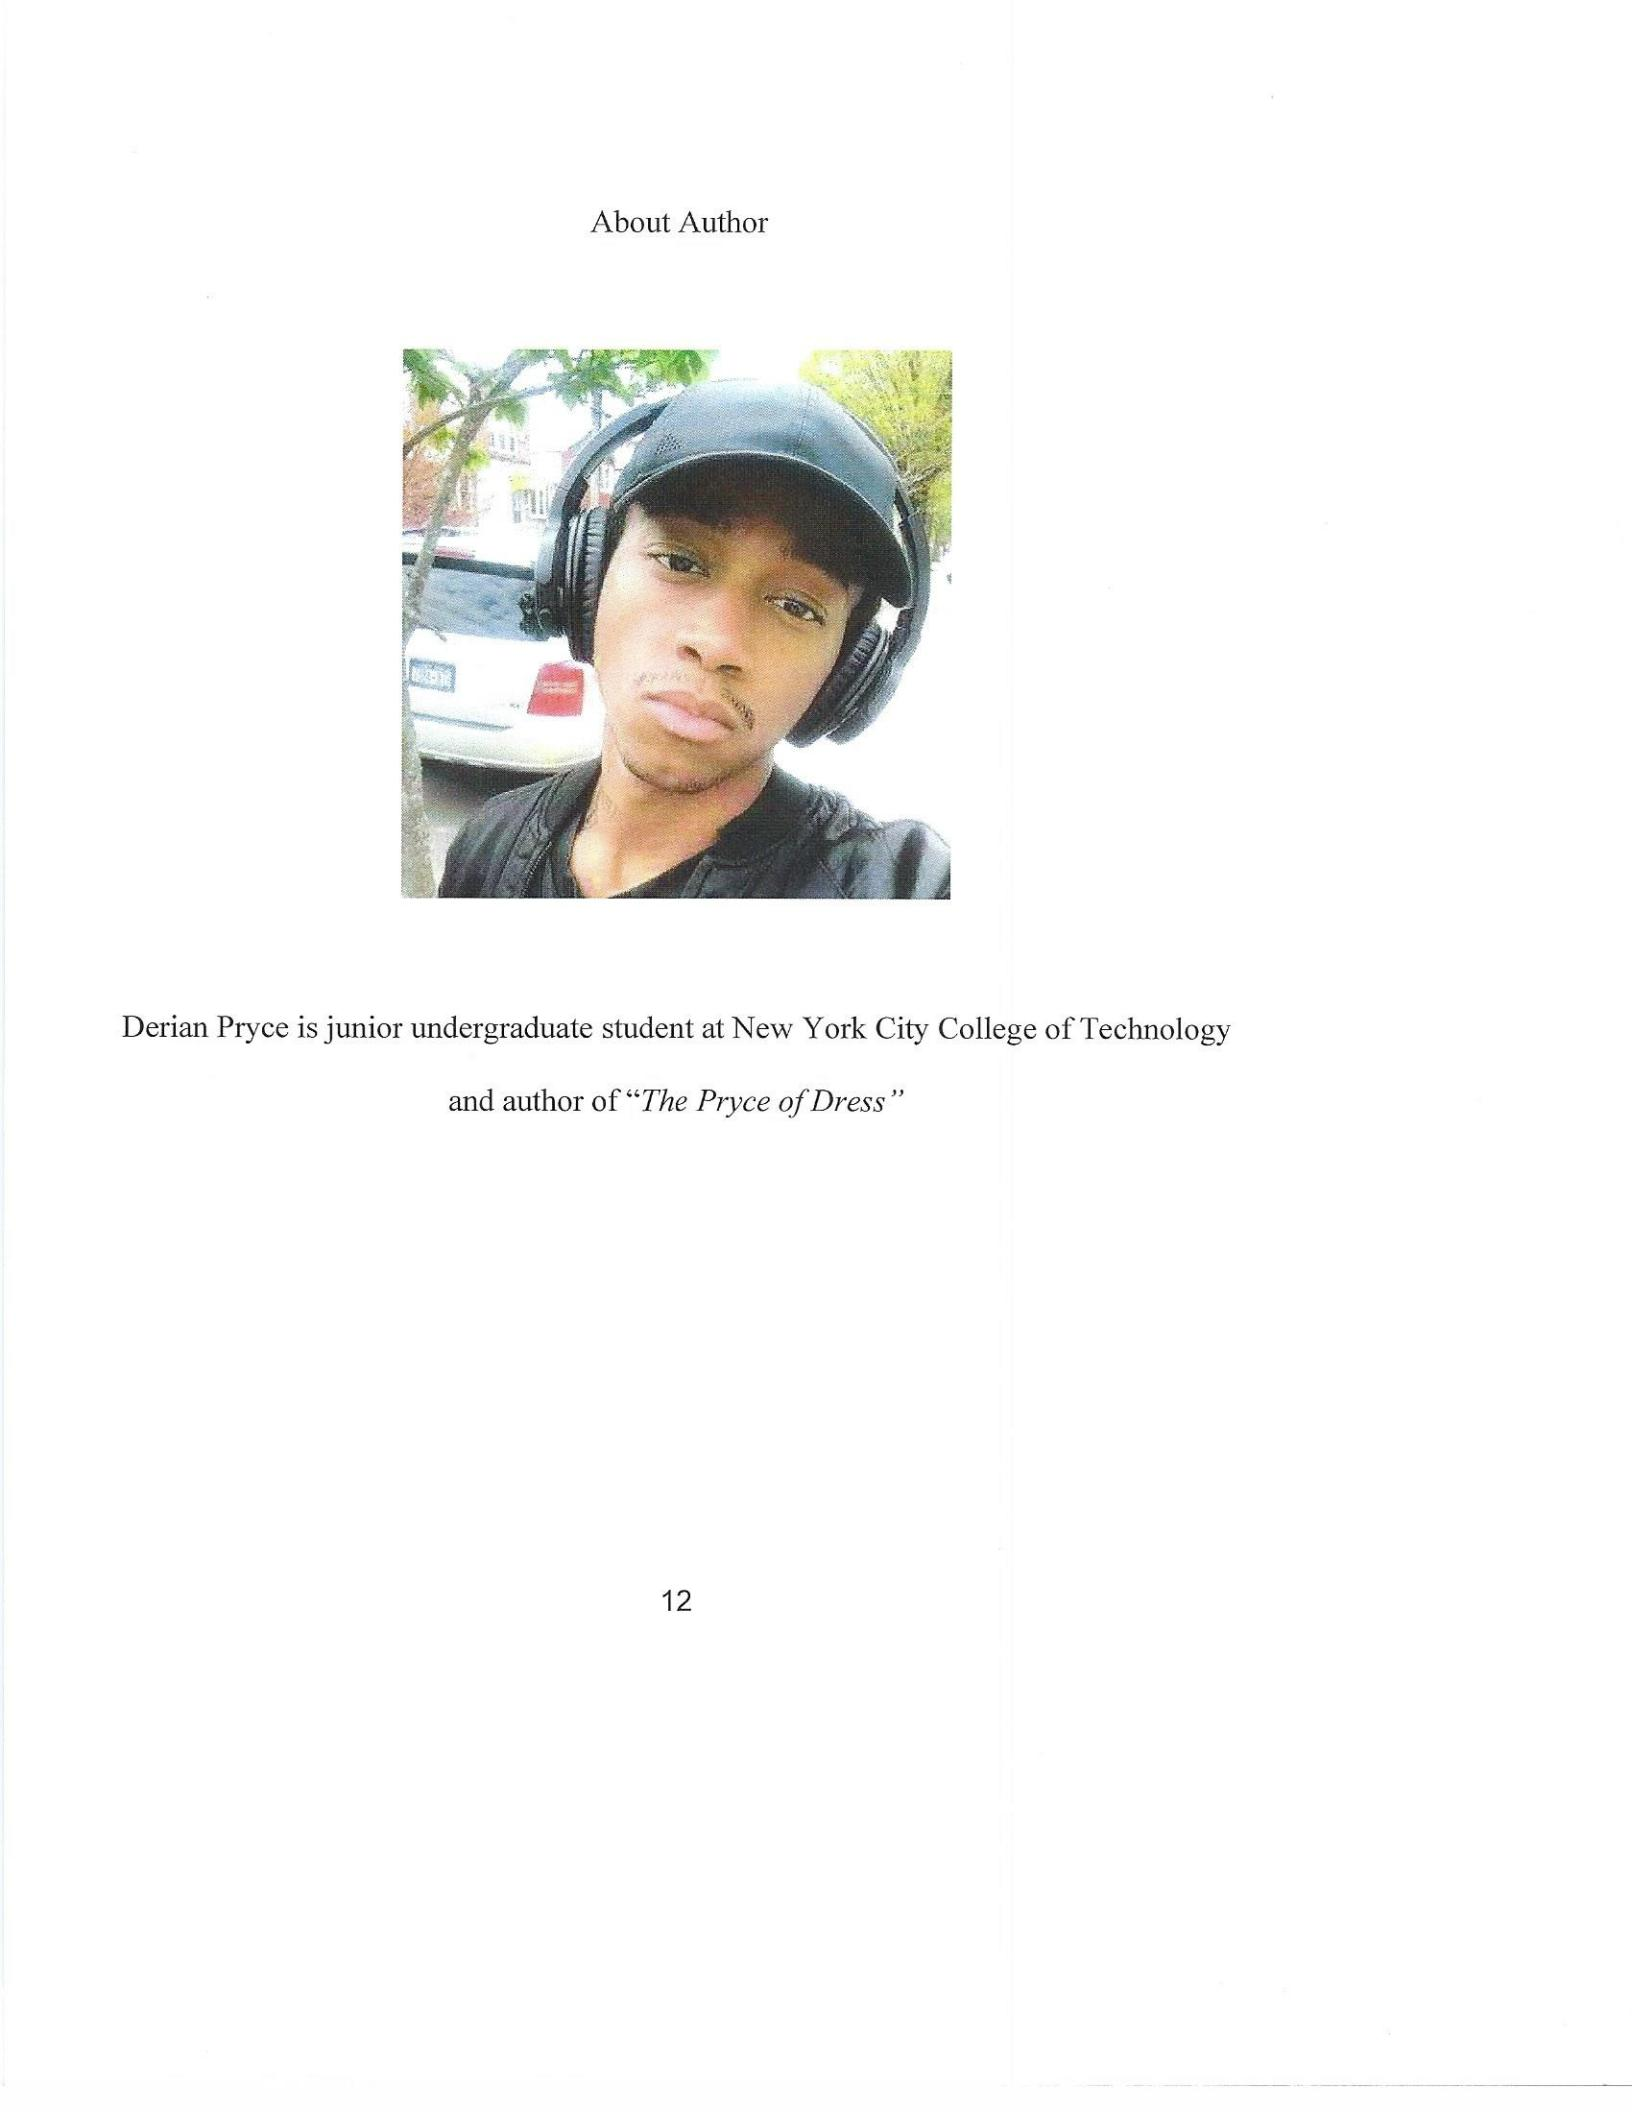 About Author
Derian Pryce is junior undergraduate student at New York City College of Technology
and author of “The Pryce of Dress”
12